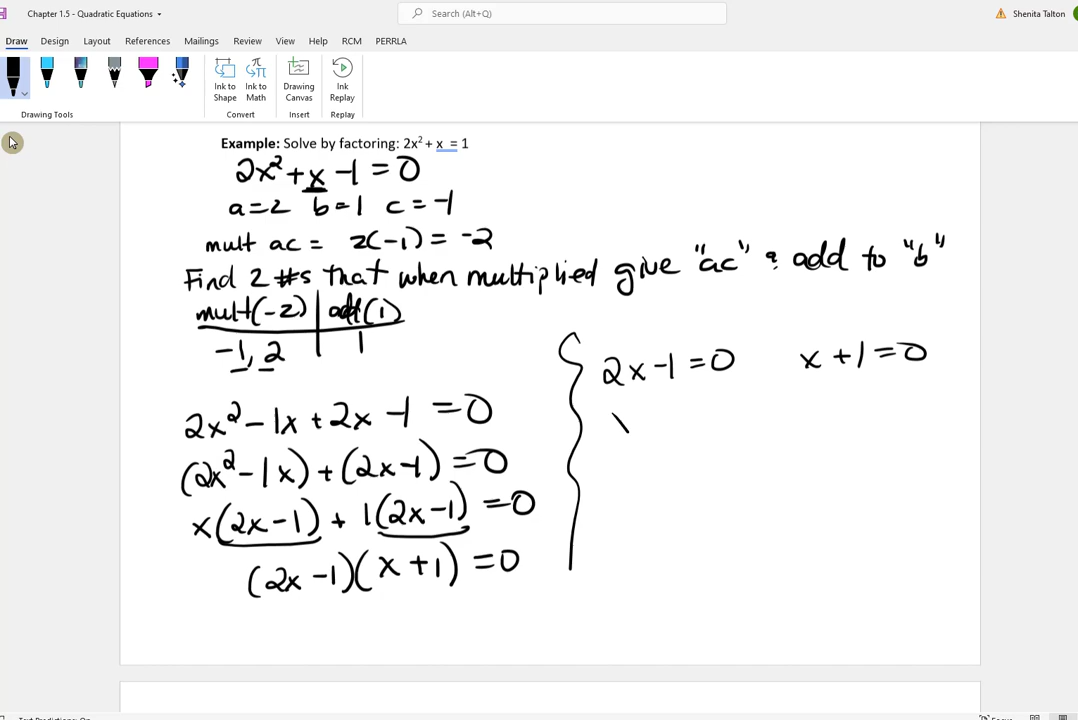 Chapter 1.5 - Quadratic Equations
Search (Alt+Q)
Shenita Talton
Draw Design Layout References Mailings Review View Help RCM PERRLA
Ink to Shape
Ink to Math
Drawing Canvas
Ink Replay
Drawing Tools
Convert
Insert
Replay
Example: Solve by factoring: 2x² + x = 1
2x² + x - 1 = 0
a = 2 b = 1 c = -1
mult ac = 2(-1) = -2
Find 2 #s that when multiplied give "ac" & add to "b"
mult(-2) | add(1)
-1, 2 | 1
2x² - 1x + 2x - 1 = 0
(2x² - 1x) + (2x - 1) = 0
x(2x - 1) + 1(2x - 1) = 0
(2x - 1)(x + 1) = 0
2x - 1 = 0 x + 1 = 0